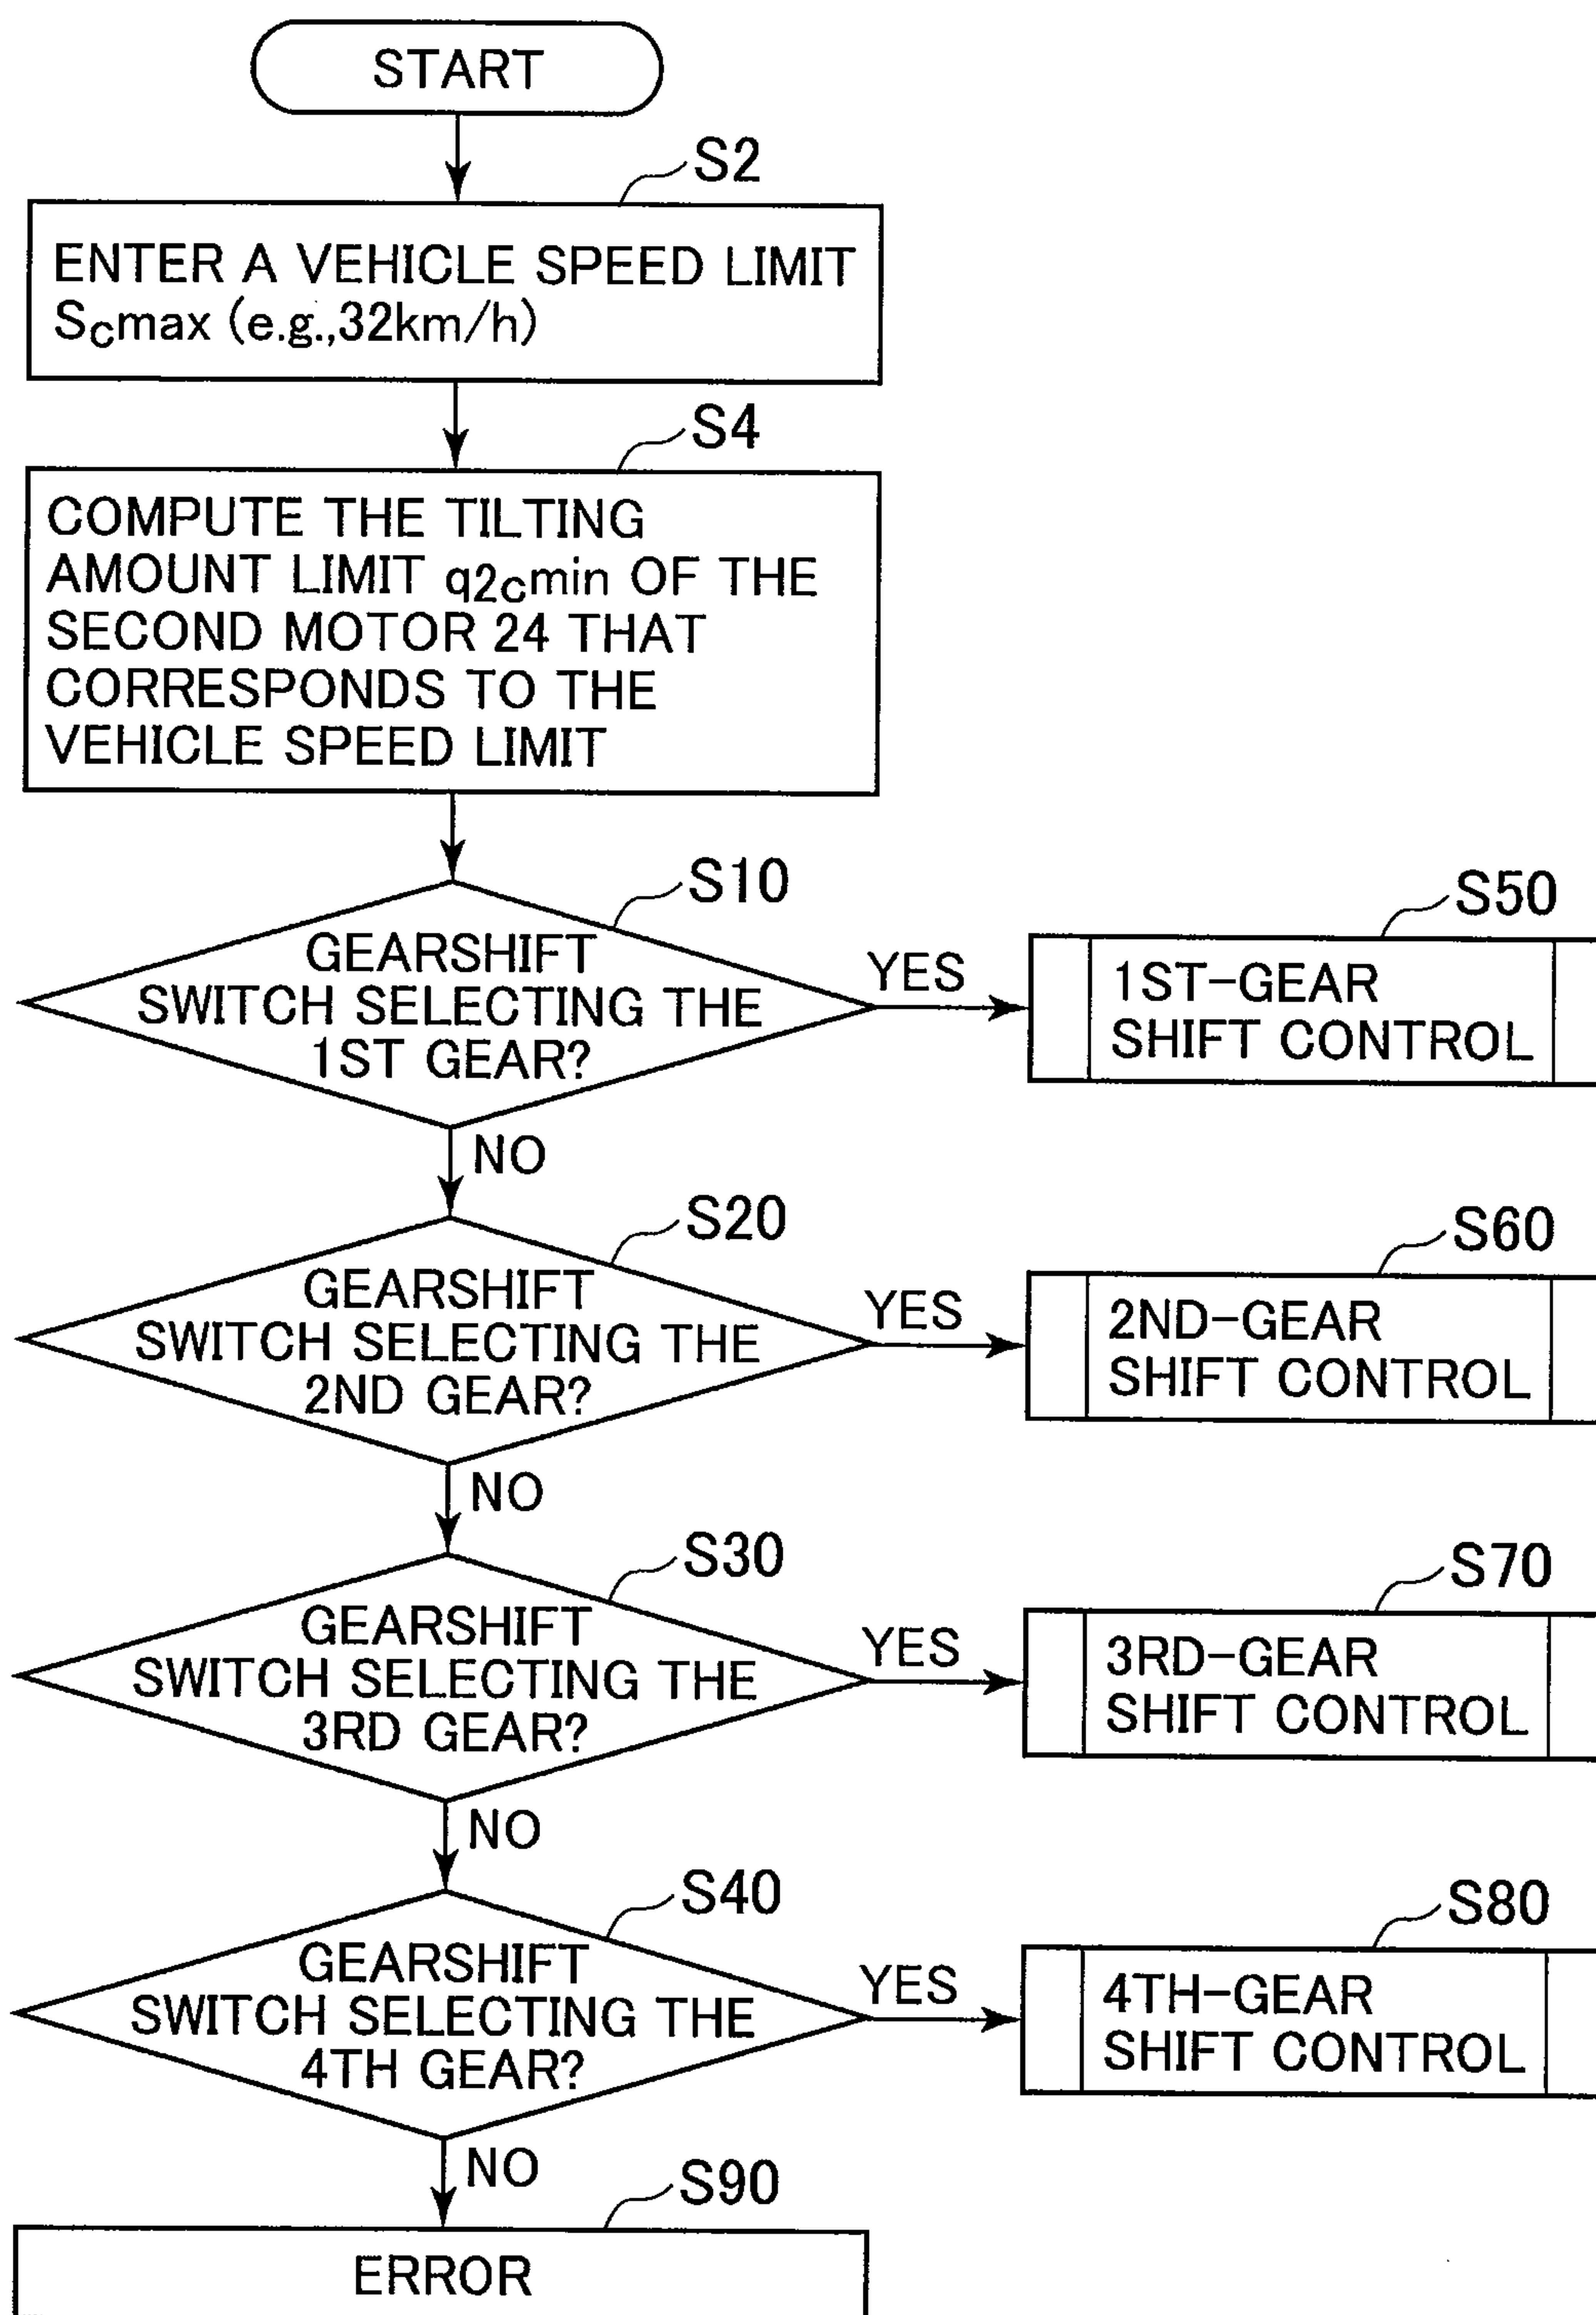 START
S2
ENTER A VEHICLE SPEED LIMIT
Scmax (e.g.,32km/h)
S4
COMPUTE THE TILTING
AMOUNT LIMIT q2cmin OF THE
SECOND MOTOR 24 THAT
CORRESPONDS TO THE
VEHICLE SPEED LIMIT
S10
GEARSHIFT
SWITCH SELECTING THE
1ST GEAR?
YES
S50
1ST-GEAR
SHIFT CONTROL
NO
S20
GEARSHIFT
SWITCH SELECTING THE
2ND GEAR?
YES
S60
2ND-GEAR
SHIFT CONTROL
NO
S30
GEARSHIFT
SWITCH SELECTING THE
3RD GEAR?
YES
S70
3RD-GEAR
SHIFT CONTROL
NO
S40
GEARSHIFT
SWITCH SELECTING THE
4TH GEAR?
YES
S80
4TH-GEAR
SHIFT CONTROL
NO
S90
ERROR